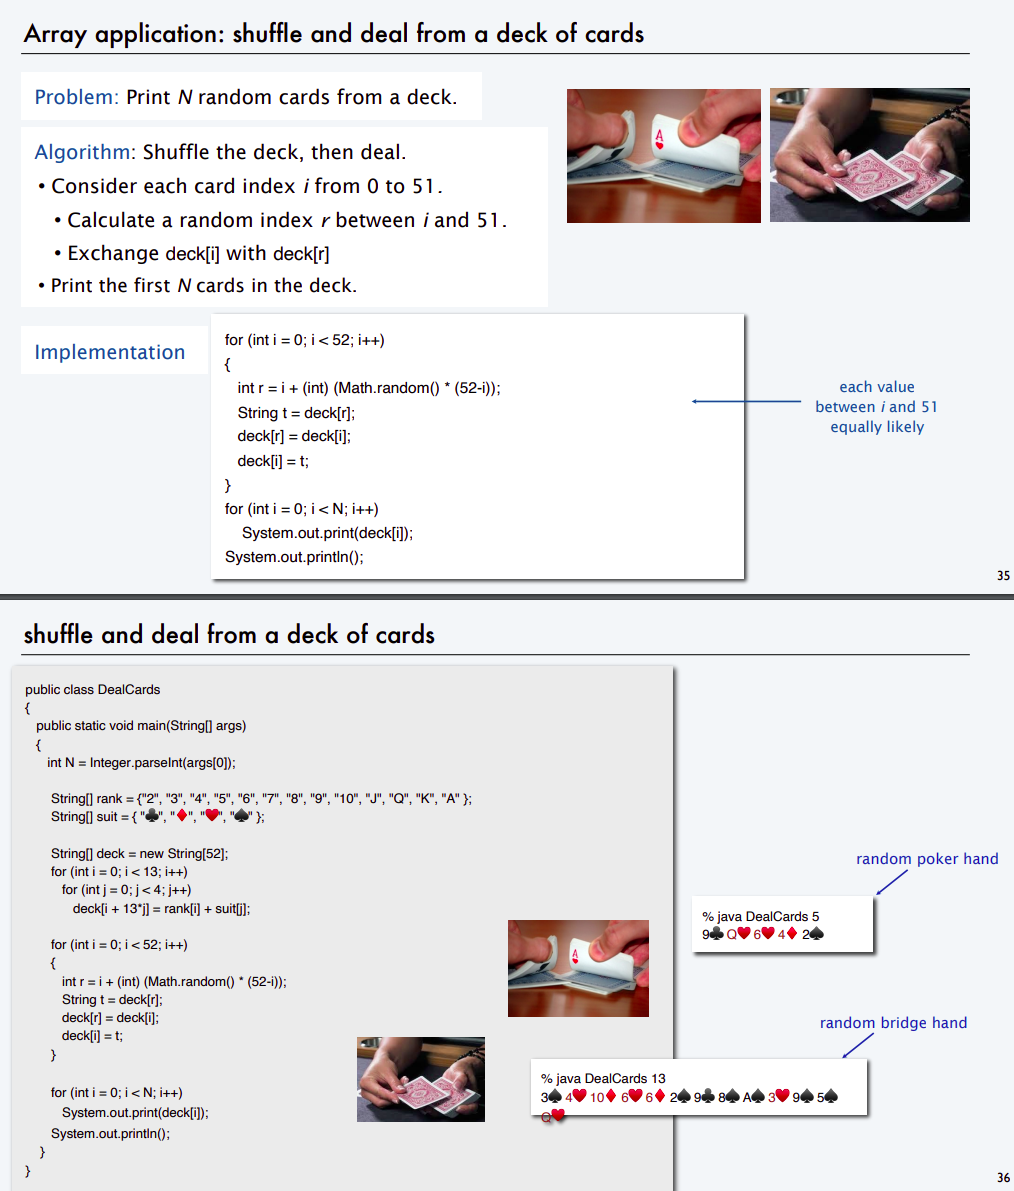 Array application: shuffle and deal from a deck of cards
Problem: Print N random cards from a deck.
Algorithm: Shuffle the deck, then deal.
• Consider each card index i from 0 to 51.
• Calculate a random index r between i and 51.
• Exchange deck[i] with deck[r]
• Print the first N cards in the deck.
A
Implementation
for (int i = 0; i < 52; i++)
{
int r = i + (int) (Math.random() * (52-i));
String t = deck[r];
deck[r] = deck[i];
deck[i] = t;
}
for (int i = 0; i < N; i++)
System.out.print(deck[i]);
System.out.println();
each value
between i and 51
equally likely
35
shuffle and deal from a deck of cards
public class DealCards
{
public static void main(String[] args)
{
int N = Integer.parseInt(args[0]);
String[] rank = {"2", "3", "4", "5", "6", "7", "8", "9", "10", "J", "Q", "K", "A" };
String[] suit = { "♣", "♦", "♥", "♠" };
String[] deck = new String[52];
for (int i = 0; i < 13; i++)
for (int j = 0; j < 4; j++)
deck[i + 13*j] = rank[i] + suit[j];
for (int i = 0; i < 52; i++)
{
int r = i + (int) (Math.random() * (52-i));
String t = deck[r];
deck[r] = deck[i];
deck[i] = t;
}
for (int i = 0; i < N; i++)
System.out.print(deck[i]);
System.out.println();
}
}
A
random poker hand
% java DealCards 5
9♣ Q♥ 6♥ 4♦ 2♠
random bridge hand
% java DealCards 13
3♠ 4♥ 10♦ 6♥ 6♦ 2♠ 9♣ 8♠ A♠ 3♥ 9♠ 5♠
Q♥
36